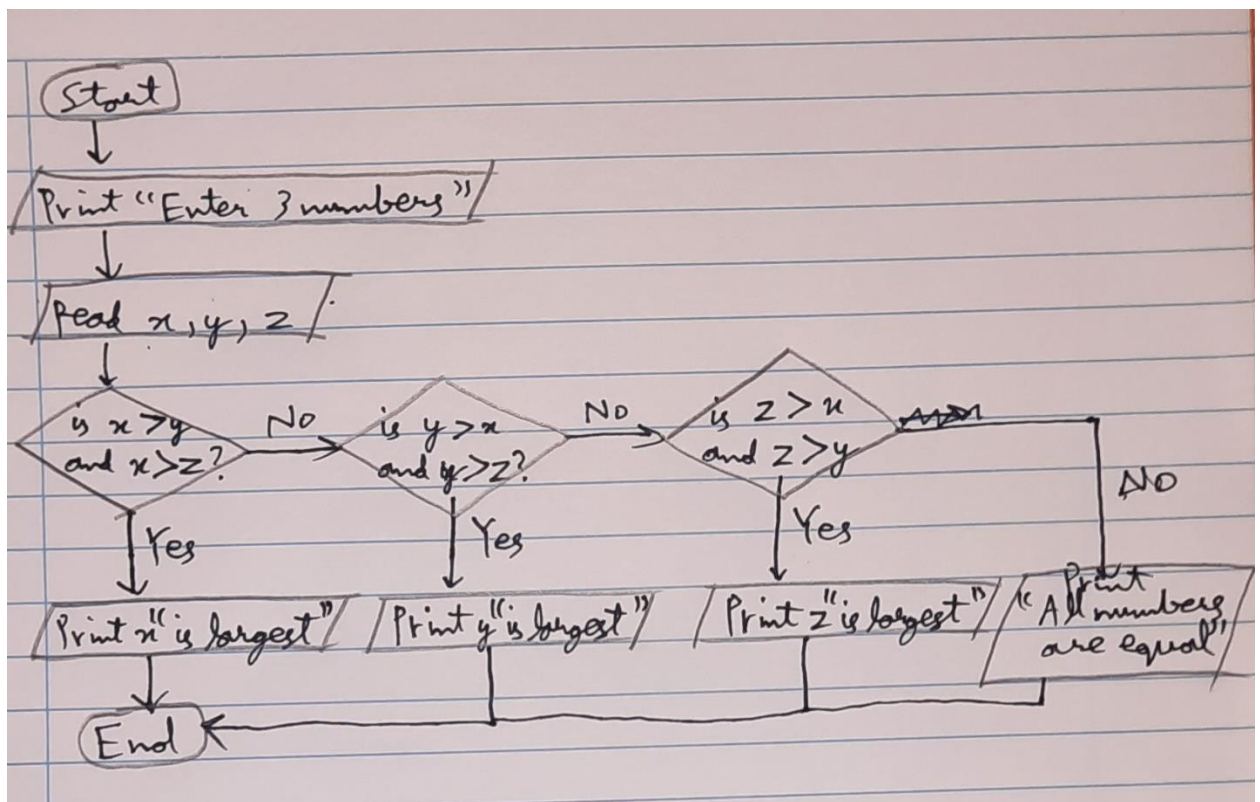 Start
Print "Enter 3 numbers"
Read x, y, z
is x > y
and x > z?
No
is y > x
and y > z?
No
is z > x
and z > y
No
Yes
Yes
Yes
Print x "is largest"
Print y "is largest"
Print z "is largest"
Print
"All numbers
are equal"
End